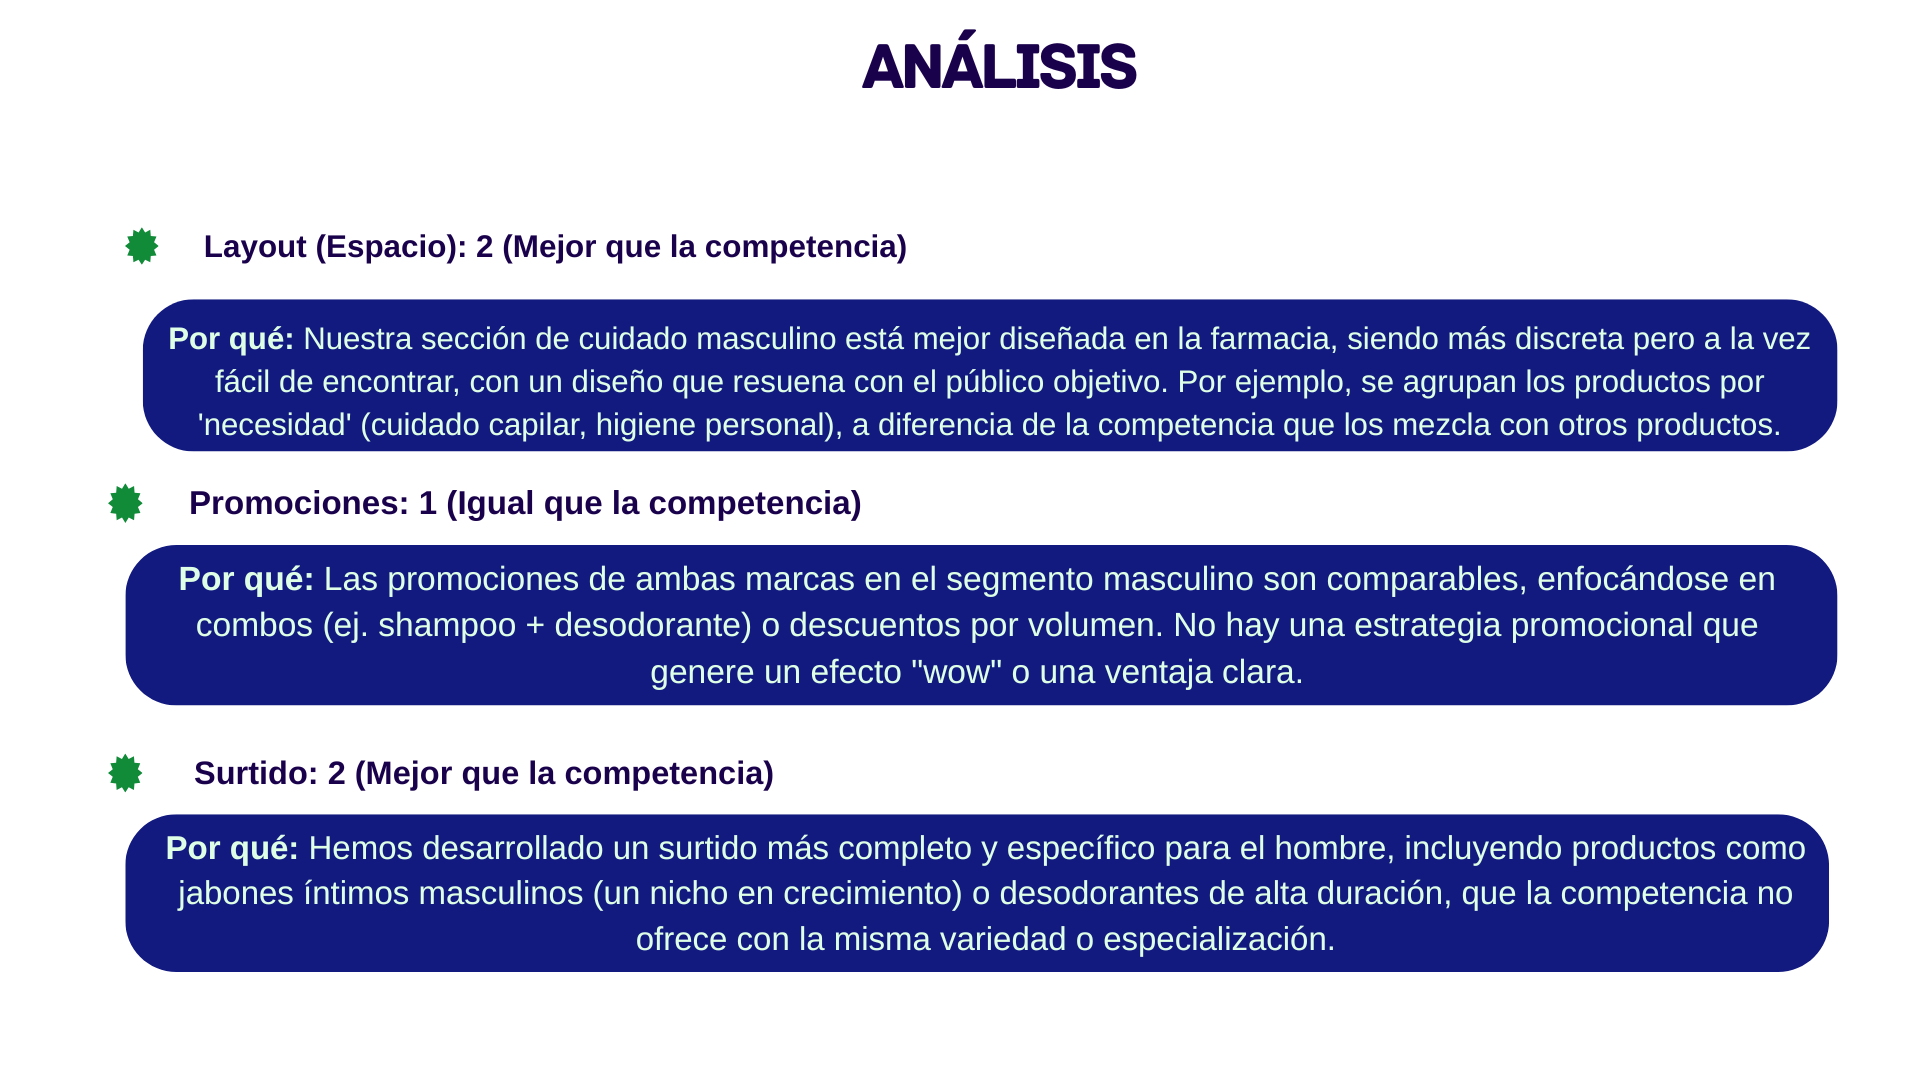 ANÁLISIS
Layout (Espacio): 2 (Mejor que la competencia)
Por qué: Nuestra sección de cuidado masculino está mejor diseñada en la farmacia, siendo más discreta pero a la vez
fácil de encontrar, con un diseño que resuena con el público objetivo. Por ejemplo, se agrupan los productos por
'necesidad' (cuidado capilar, higiene personal), a diferencia de la competencia que los mezcla con otros productos.
Promociones: 1 (Igual que la competencia)
Por qué: Las promociones de ambas marcas en el segmento masculino son comparables, enfocándose en
combos (ej. shampoo + desodorante) o descuentos por volumen. No hay una estrategia promocional que
genere un efecto "wow" o una ventaja clara.
Surtido: 2 (Mejor que la competencia)
Por qué: Hemos desarrollado un surtido más completo y específico para el hombre, incluyendo productos como
jabones íntimos masculinos (un nicho en crecimiento) o desodorantes de alta duración, que la competencia no
ofrece con la misma variedad o especialización.